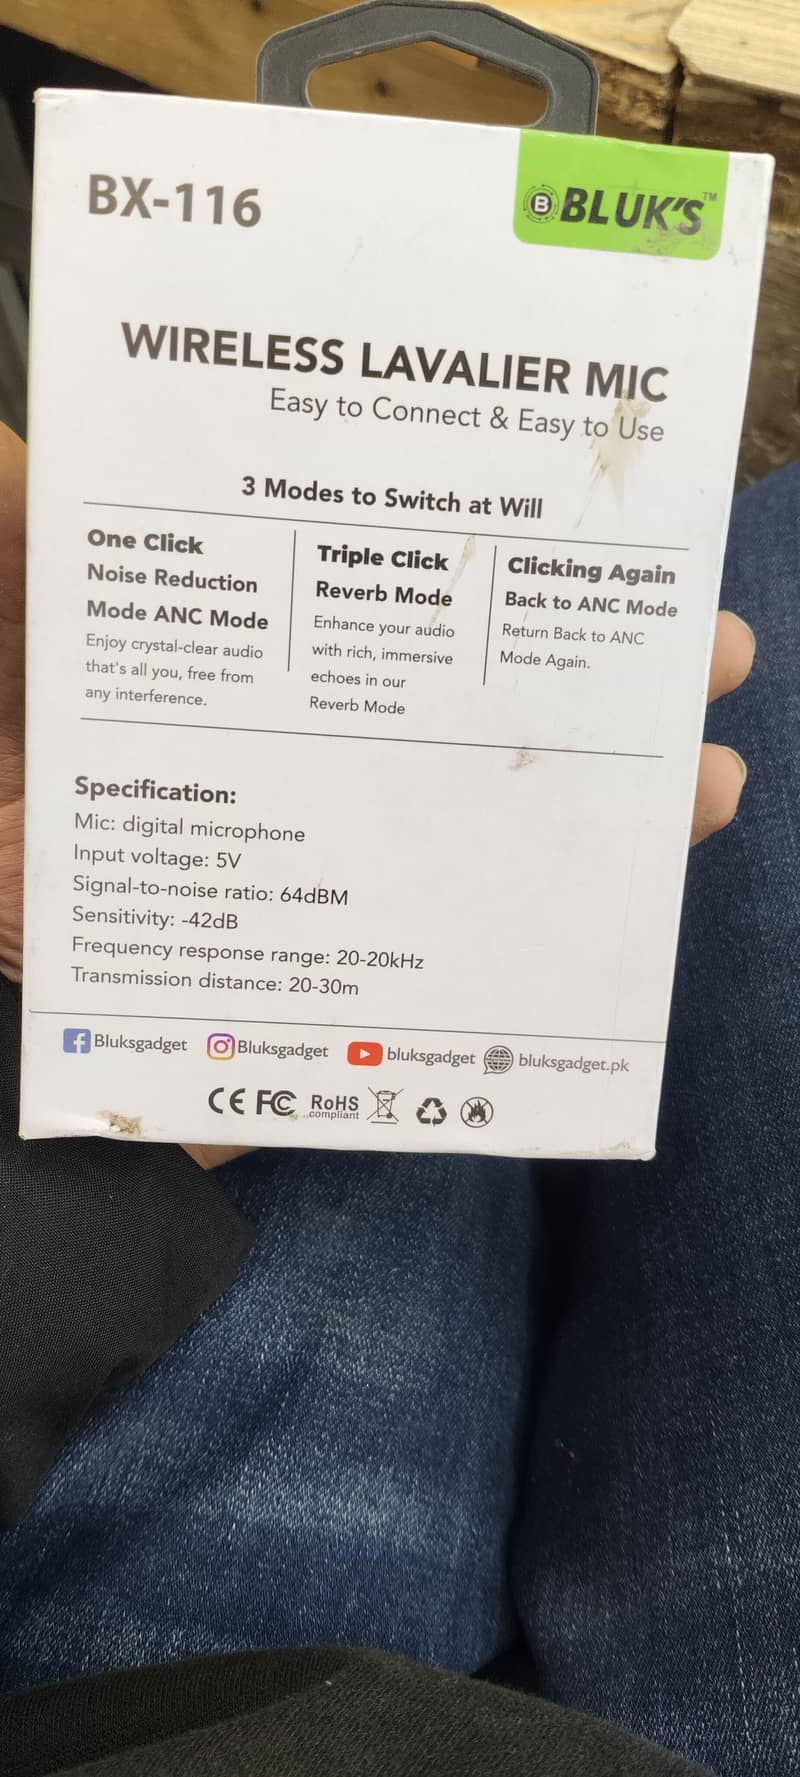 BX-116
BLUK'S™
WIRELESS LAVALIER MIC
Easy to Connect & Easy to Use
3 Modes to Switch at Will
One Click
Noise Reduction
Mode ANC Mode
Enjoy crystal-clear audio
that's all you, free from
any interference.
Triple Click
Reverb Mode
Enhance your audio
with rich, immersive
echoes in our
Reverb Mode
Clicking Again
Back to ANC Mode
Return Back to ANC
Mode Again.
Specification:
Mic: digital microphone
Input voltage: 5V
Signal-to-noise ratio: 64dBM
Sensitivity: -42dB
Frequency response range: 20-20kHz
Transmission distance: 20-30m
Bluksgadget Bluksgadget bluksgadget bluksgadget.pk
CE FC RoHS
compliant